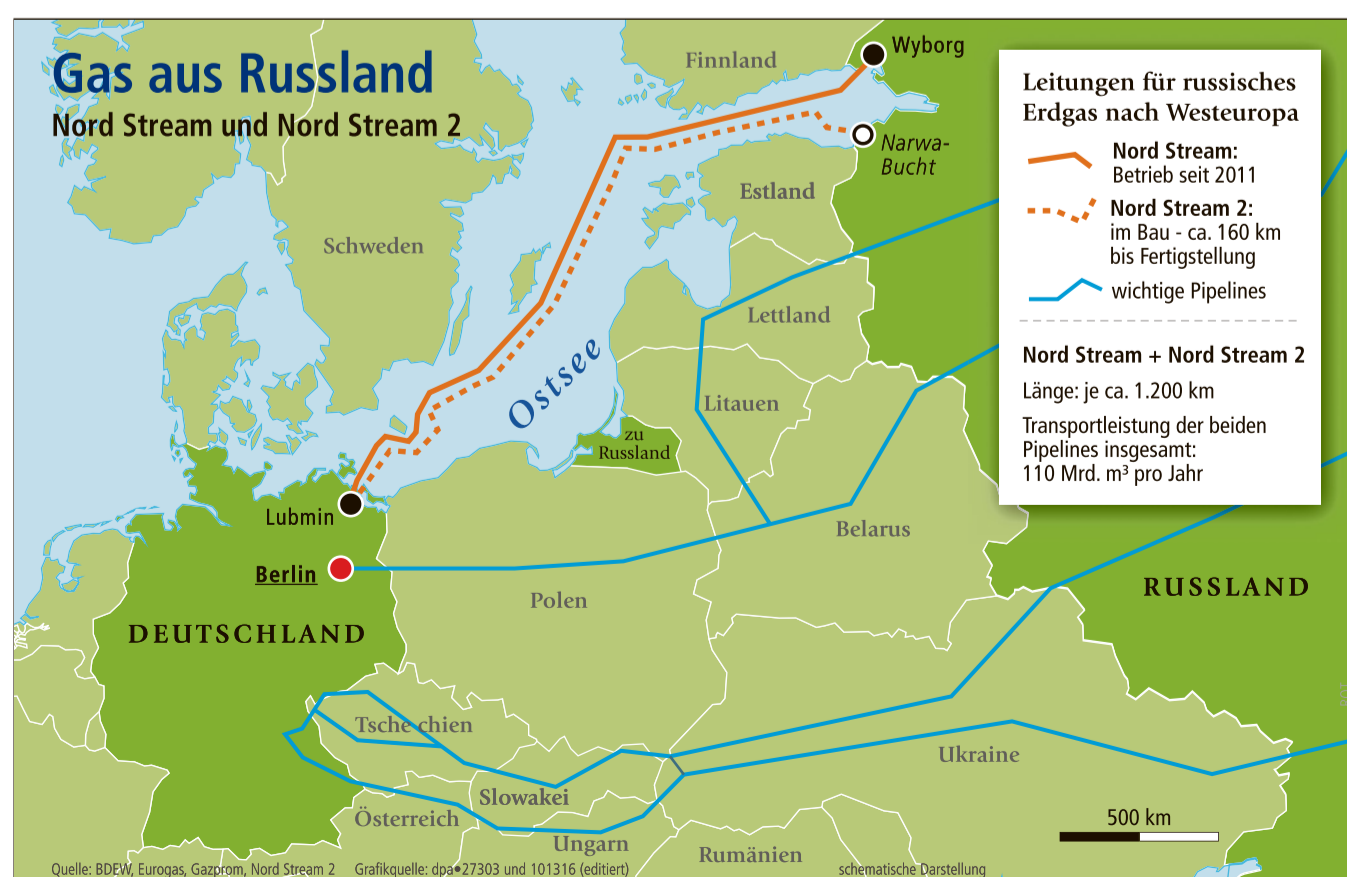 Gas aus Russland
Nord Stream und Nord Stream 2
Finnland
Wyborg
Narwa-
Bucht
Estland
Schweden
Lettland
Ostsee
Litauen
zu
Russland
Lubmin
Belarus
Berlin
Polen
DEUTSCHLAND
RUSSLAND
Tschechien
Ukraine
Slowakei
Österreich
Ungarn
Rumänien
500 km
Leitungen für russisches
Erdgas nach Westeuropa
Nord Stream:
Betrieb seit 2011
Nord Stream 2:
im Bau - ca. 160 km
bis Fertigstellung
wichtige Pipelines
Nord Stream + Nord Stream 2
Länge: je ca. 1.200 km
Transportleistung der beiden
Pipelines insgesamt:
110 Mrd. m³ pro Jahr
Quelle: BDEW, Eurogas, Gazprom, Nord Stream 2 Grafikquelle: dpa•27303 und 101316 (editiert) schematische Darstellung